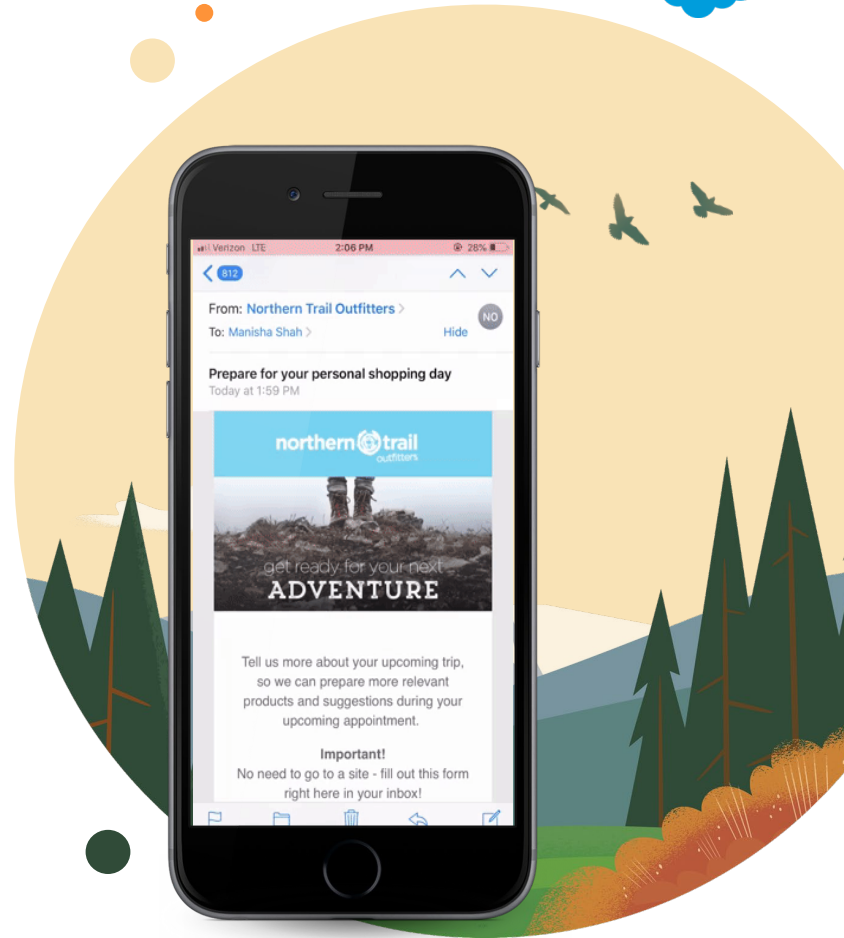 Verizon LTE 2:06 PM 28%
812
From: Northern Trail Outfitters
NO
To: Manisha Shah Hide
Prepare for your personal shopping day
Today at 1:59 PM
northern trail
outfitters
get ready for your next
ADVENTURE
Tell us more about your upcoming trip,
so we can prepare more relevant
products and suggestions during your
upcoming appointment.
Important!
No need to go to a site - fill out this form
right here in your inbox!